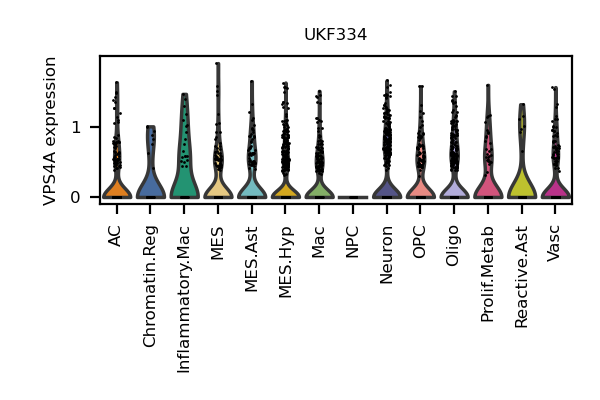 UKF334
VPS4A expression
1
0
AC
Chromatin.Reg
Inflammatory.Mac
MES
MES.Ast
MES.Hyp
Mac
NPC
Neuron
OPC
Oligo
Prolif.Metab
Reactive.Ast
Vasc